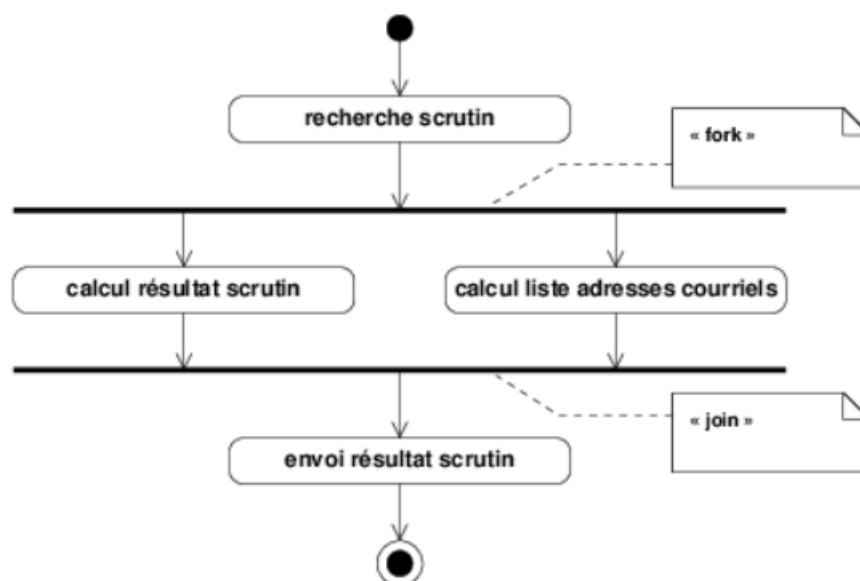 recherche scrutin
« fork »
calcul résultat scrutin
calcul liste adresses courriels
« join »
envoi résultat scrutin